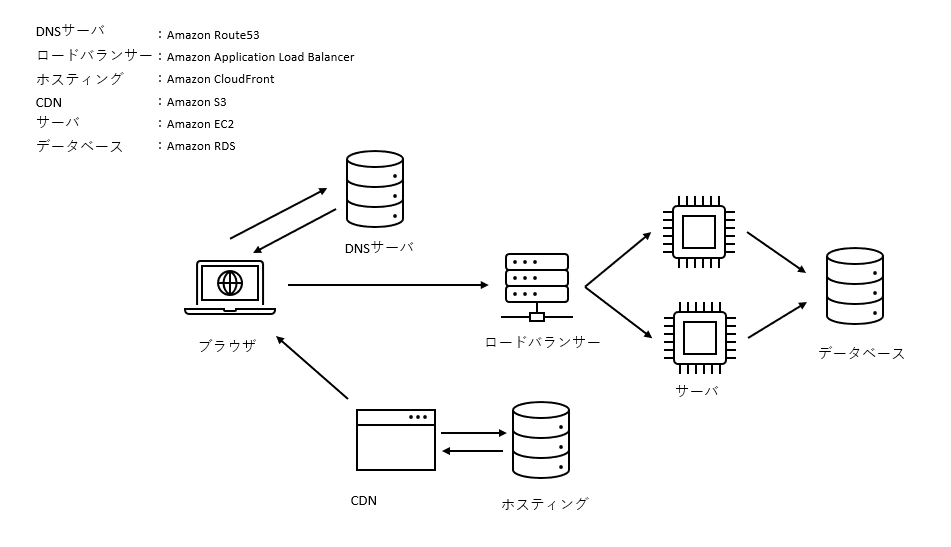 DNSサーバ : Amazon Route53
ロードバランサー : Amazon Application Load Balancer
ホスティング : Amazon CloudFront
CDN : Amazon S3
サーバ : Amazon EC2
データベース : Amazon RDS
DNSサーバ
ブラウザ
ロードバランサー
サーバ
データベース
CDN
ホスティング